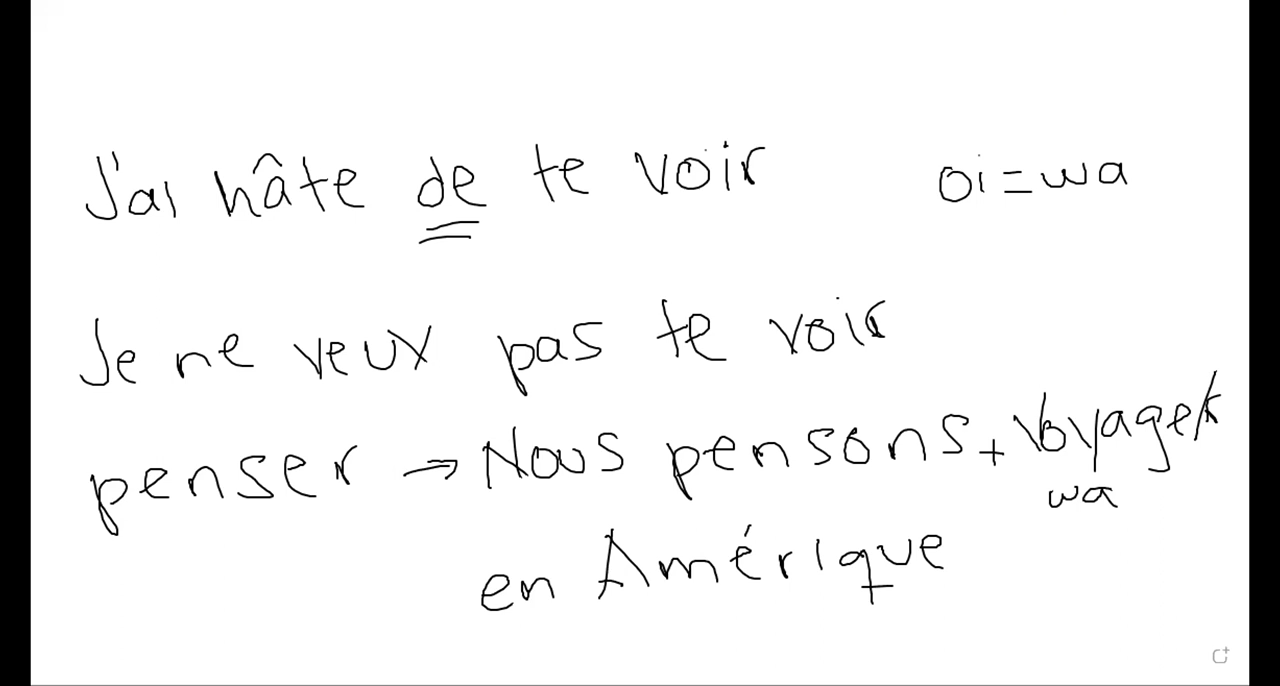 J'ai hâte de te voir
oi = wa
Je ne veux pas te voir
penser → Nous pensons + Voyager
wa
en Amérique